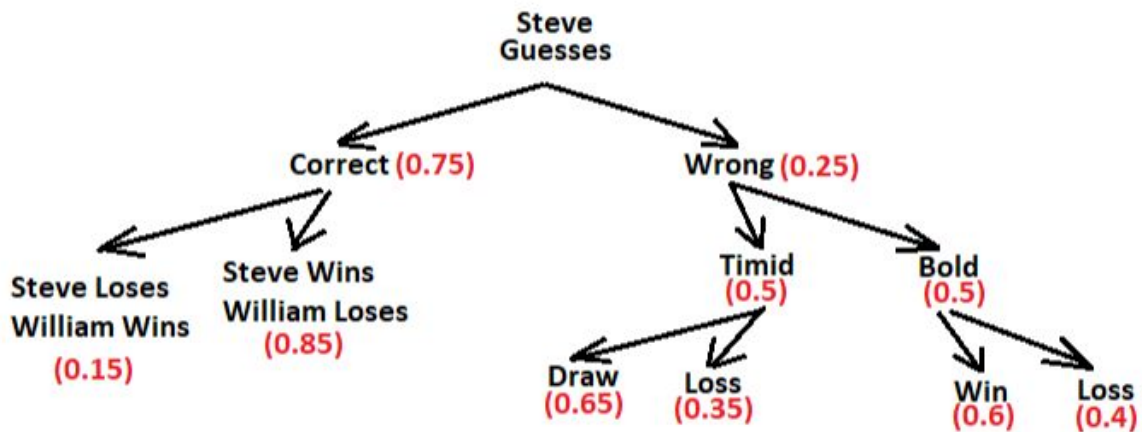 Steve
Guesses
Correct (0.75)
Wrong (0.25)
Steve Loses
William Wins
(0.15)
Steve Wins
William Loses
(0.85)
Timid
(0.5)
Bold
(0.5)
Draw
(0.65)
Loss
(0.35)
Win
(0.6)
Loss
(0.4)